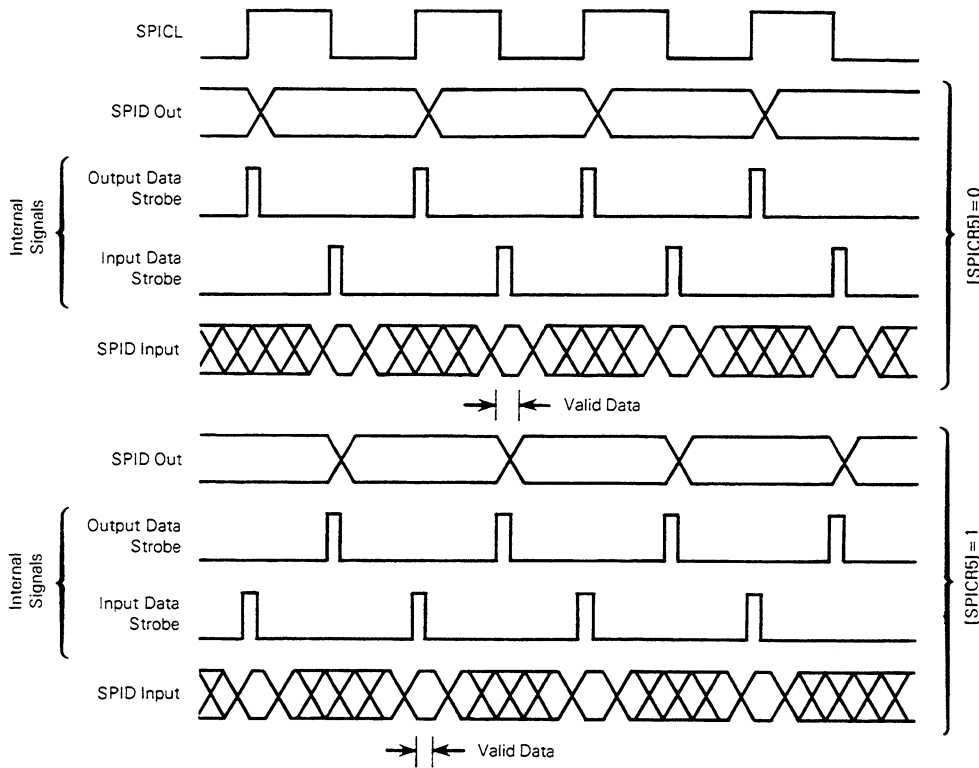 SPICL
SPID Out
Output Data
Strobe
Internal
Signals
Input Data
Strobe
SPID Input
Valid Data
[SPICR5] = 0
SPID Out
Output Data
Strobe
Internal
Signals
Input Data
Strobe
SPID Input
Valid Data
[SPICR5] = 1